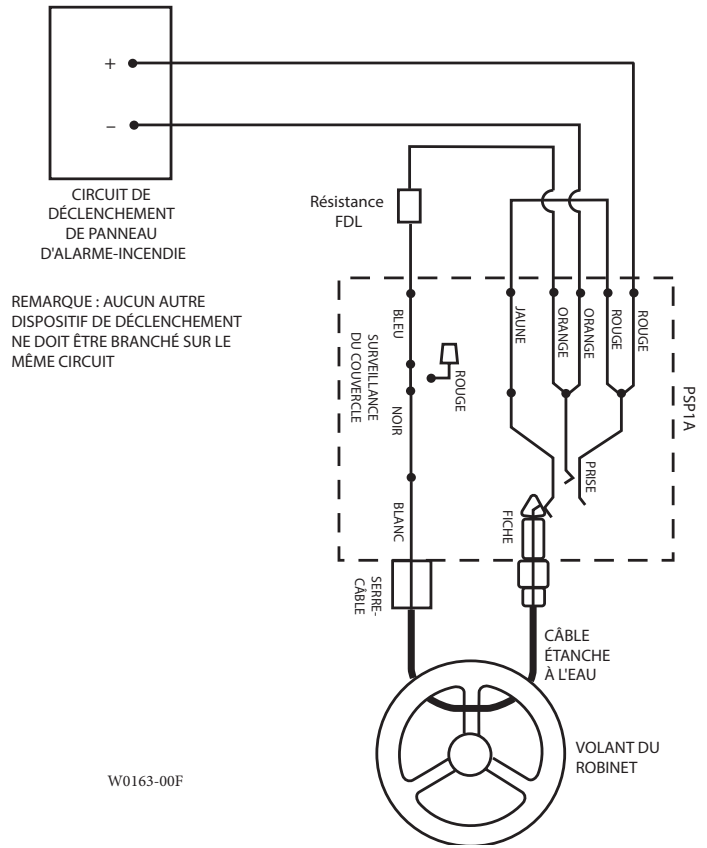 +
–
CIRCUIT DE
DÉCLENCHEMENT
DE PANNEAU
D'ALARME-INCENDIE
REMARQUE : AUCUN AUTRE
DISPOSITIF DE DÉCLENCHEMENT
NE DOIT ÊTRE BRANCHÉ SUR LE
MÊME CIRCUIT
Résistance
FDL
BLEU
SURVEILLANCE
DU COUVERCLE
ROUGE
NOIR
BLANC
JAUNE
ORANGE
ORANGE
ROUGE
ROUGE
PSP1A
PRISE
FICHE
SERRE-
CÂBLE
CÂBLE
ÉTANCHE
À L'EAU
VOLANT DU
ROBINET
W0163-00F